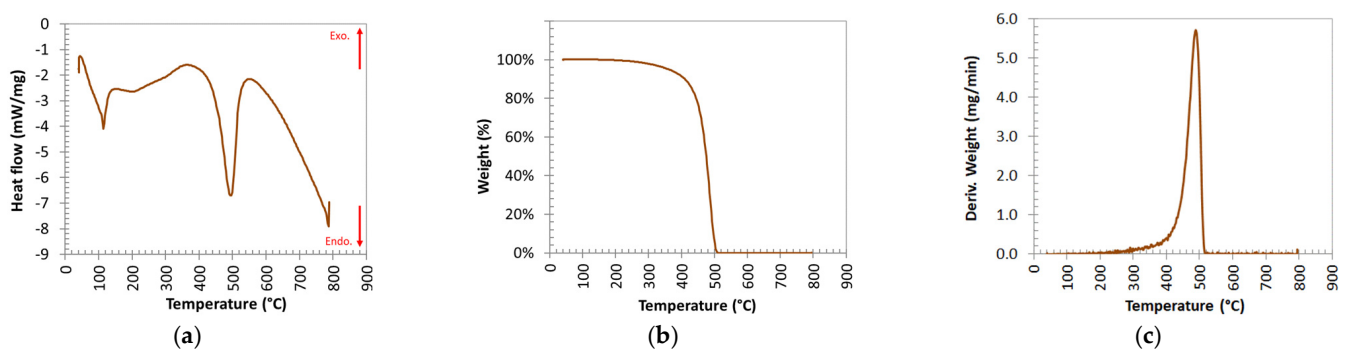 0
-1
-2
-3
-4
-5
-6
-7
-8
-9
Heat flow (mW/mg)
Exo.
Endo.
0 100 200 300 400 500 600 700 800 900
Temperature (°C)
(a)
100%
80%
60%
40%
20%
0%
Weight (%)
0 100 200 300 400 500 600 700 800 900
Temperature (°C)
(b)
6.0
5.0
4.0
3.0
2.0
1.0
0.0
Deriv. Weight (mg/min)
0 100 200 300 400 500 600 700 800 900
Temperature (°C)
(c)